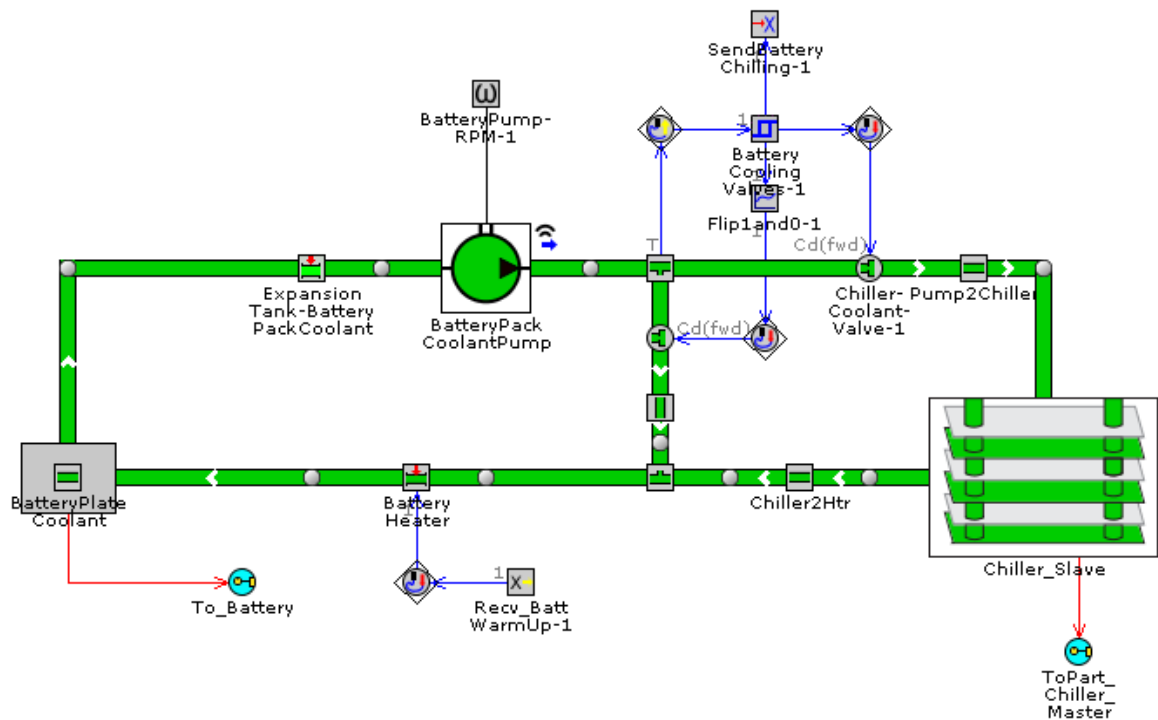 SendBattery
Chilling-1
ω
BatteryPump-
RPM-1
1
Battery
Cooling
Valves-1
1
Flip1and0-1
1
T
Cd(fwd)
Expansion
Tank-Battery
PackCoolant
BatteryPack
CoolantPump
Chiller-
Coolant-
Valve-1
Pump2Chiller
Cd(fwd)
BatteryPlate
Coolant
Battery
Heater
1
Chiller2Htr
Chiller_Slave
To_Battery
1
X
Recv_Batt
WarmUp-1
ToPart_
Chiller_
Master